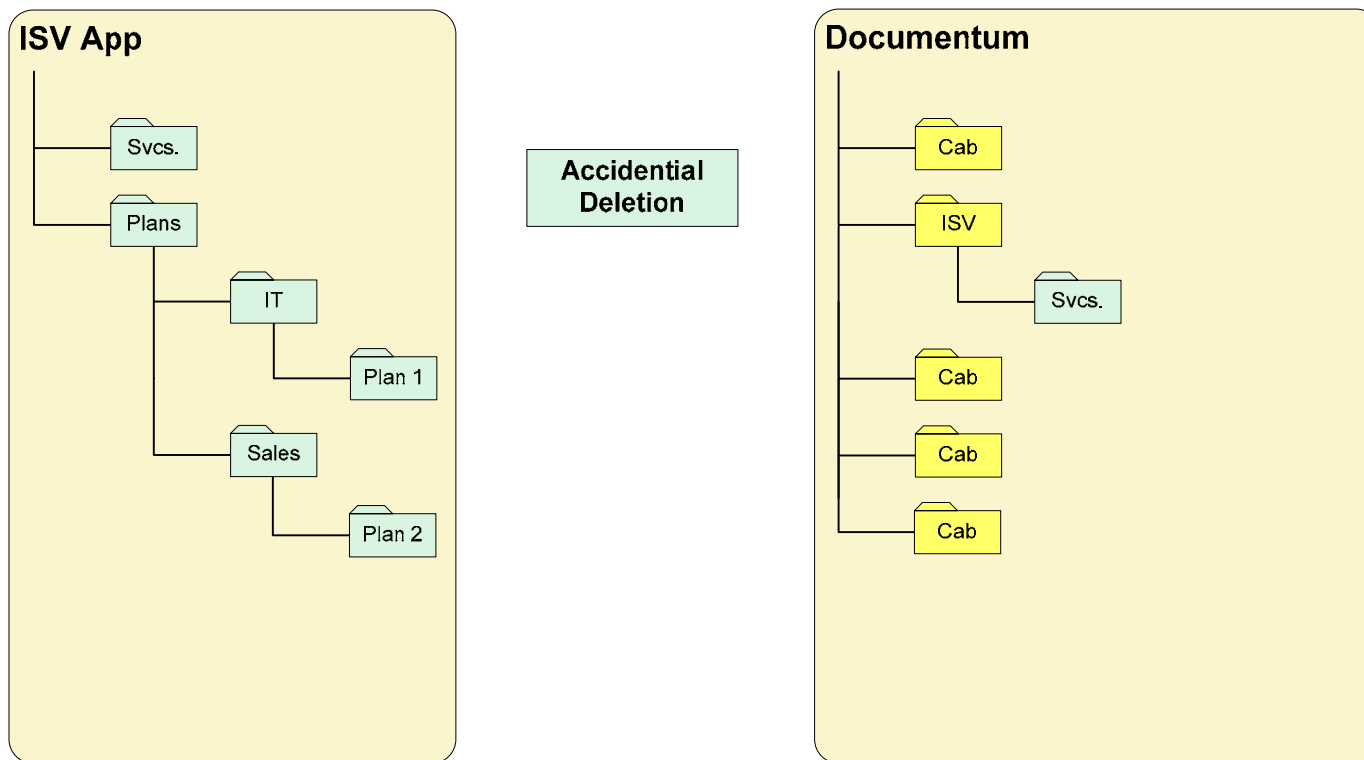 ISV App
Svcs.
Plans
IT
Plan 1
Sales
Plan 2
Accidential
Deletion
Documentum
Cab
ISV
Svcs.
Cab
Cab
Cab